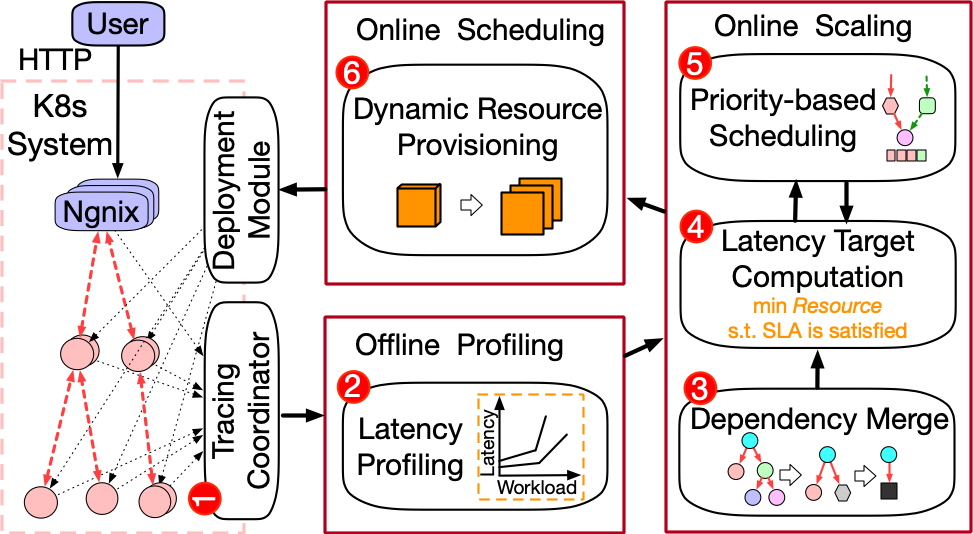 User
HTTP
K8s
System
Ngnix
Deployment
Module
Tracing
Coordinator
1
Online Scheduling
6
Dynamic Resource
Provisioning
Offline Profiling
2
Latency
Profiling
Latency
Workload
Online Scaling
5
Priority-based
Scheduling
4
Latency Target
Computation
min Resource
s.t. SLA is satisfied
3
Dependency Merge